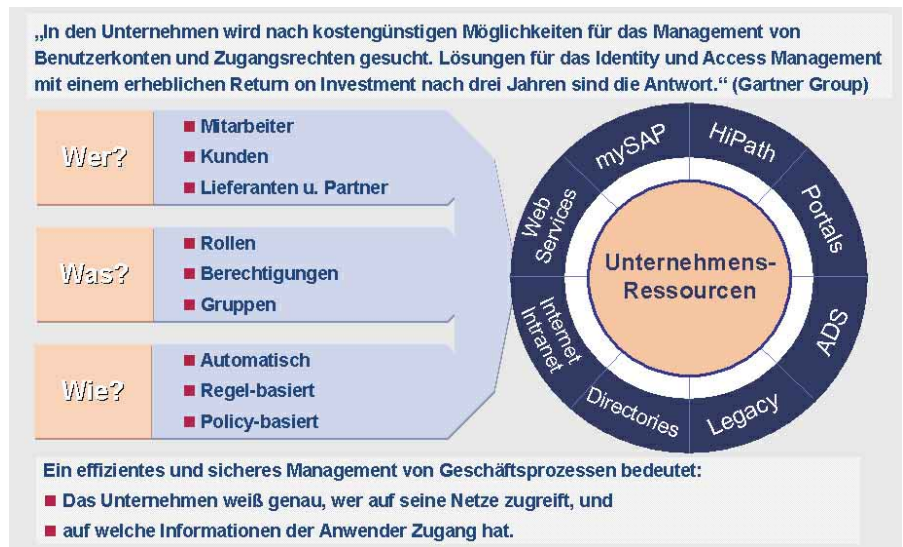 „In den Unternehmen wird nach kostengünstigen Möglichkeiten für das Management von
Benutzerkonten und Zugangsrechten gesucht. Lösungen für das Identity und Access Management
mit einem erheblichen Return on Investment nach drei Jahren sind die Antwort.“ (Gartner Group)
Wer?
Mitarbeiter
Kunden
Lieferanten u. Partner
Was?
Rollen
Berechtigungen
Gruppen
Wie?
Automatisch
Regel-basiert
Policy-basiert
mySAP
HiPath
Portals
ADS
Legacy
Directories
Internet
Intranet
Web
Services
Unternehmens-
Ressourcen
Ein effizientes und sicheres Management von Geschäftsprozessen bedeutet:
Das Unternehmen weiß genau, wer auf seine Netze zugreift, und
auf welche Informationen der Anwender Zugang hat.